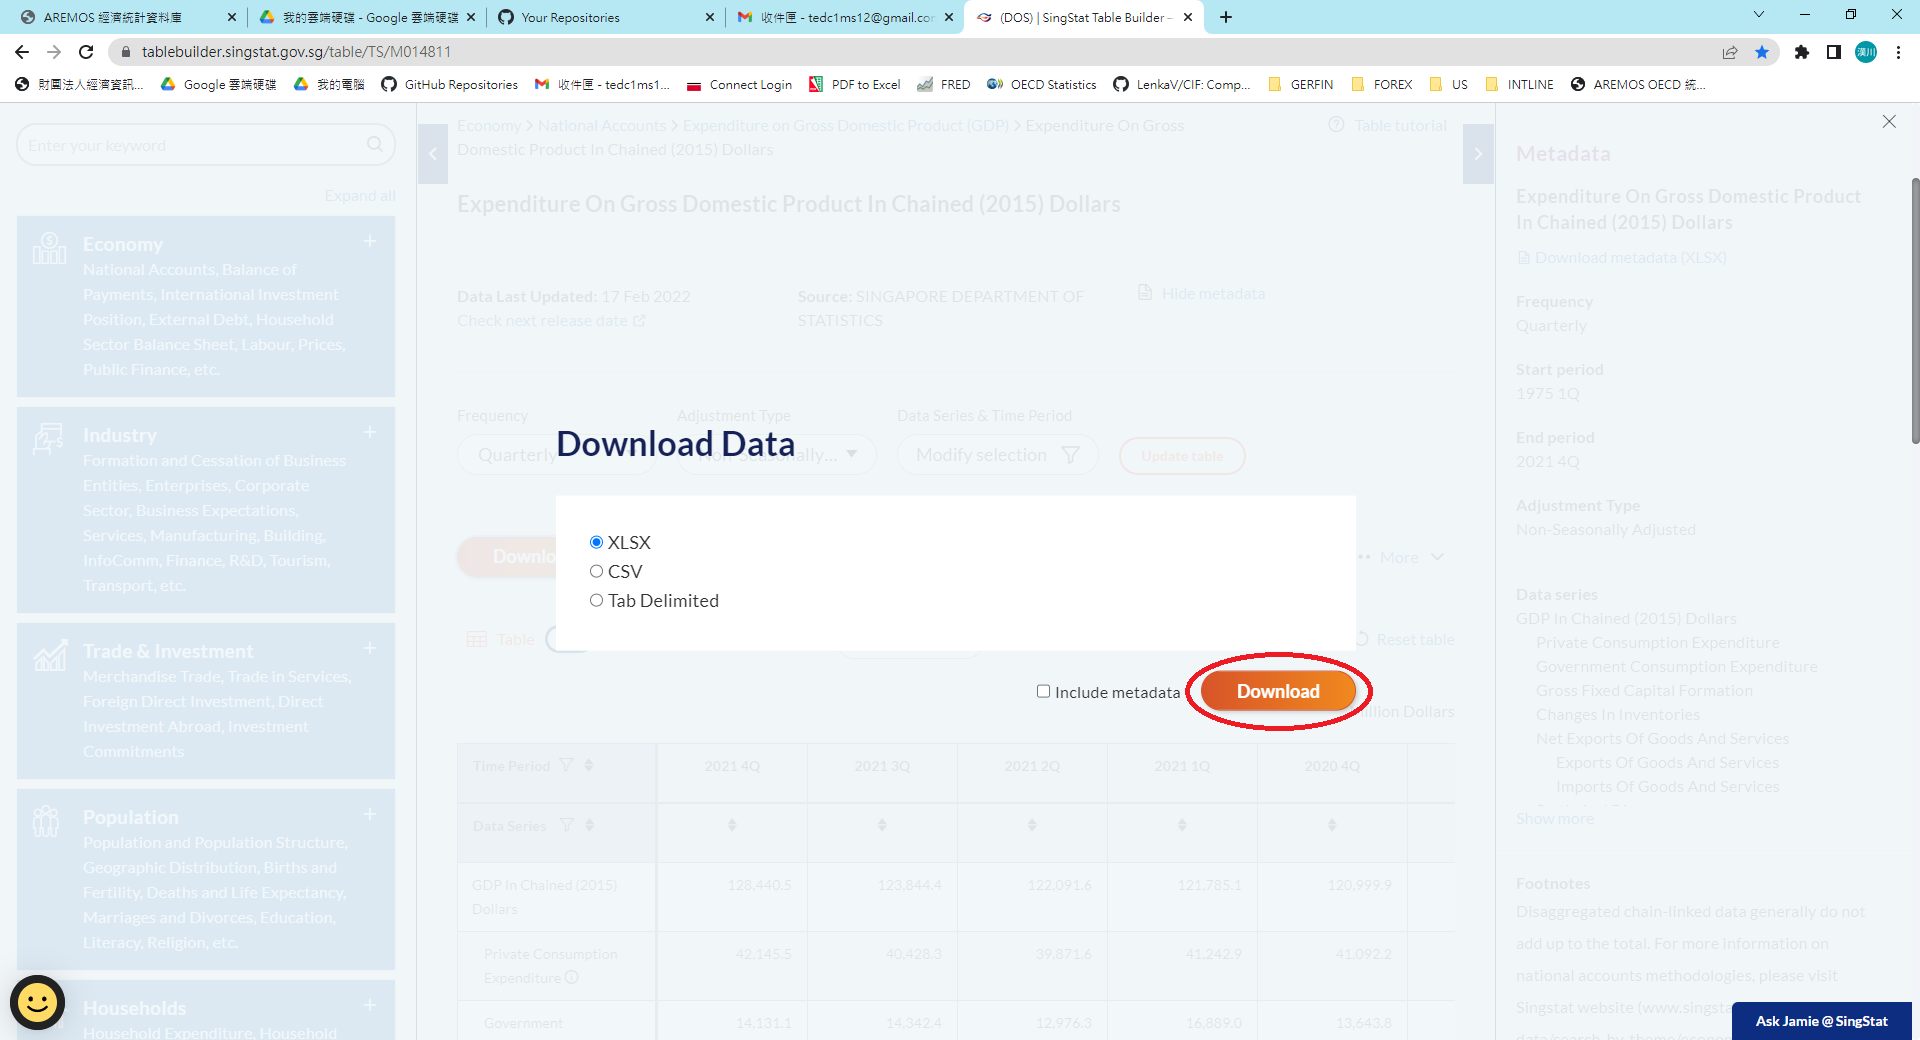 AREMOS 經濟統計資料庫
我的雲端硬碟 - Google 雲端硬碟
Your Repositories
收件匣 - tedc1ms12@gmail.cor
(DOS) | SingStat Table Builder –
tablebuilder.singstat.gov.sg/table/TS/M014811
財團法人經濟資訊...
Google 雲端硬碟
我的電腦
GitHub Repositories
收件匣 - tedc1ms1...
Connect Login
PDF to Excel
FRED
OECD Statistics
LenkaV/CIF: Comp...
GERFIN
FOREX
US
INTLINE
AREMOS OECD 統...
Enter your keyword
Expand all
Economy
National Accounts, Balance of
Payments, International Investment
Position, External Debt, Household
Sector Balance Sheet, Labour, Prices,
Public Finance, etc.
Industry
Formation and Cessation of Business
Entities, Enterprises, Corporate
Sector, Business Expectations,
Services, Manufacturing, Building,
InfoComm, Finance, R&D, Tourism,
Transport, etc.
Trade & Investment
Merchandise Trade, Trade in Services,
Foreign Direct Investment, Direct
Investment Abroad, Investment
Commitments
Population
Population and Population Structure,
Geographic Distribution, Births and
Fertility, Deaths and Life Expectancy,
Marriages and Divorces, Education,
Literacy, Religion, etc.
Households
Household Expenditure, Household
Economy > National Accounts > Expenditure on Gross Domestic Product (GDP) > Expenditure On Gross
Domestic Product In Chained (2015) Dollars
Table tutorial
Expenditure On Gross Domestic Product In Chained (2015) Dollars
Data Last Updated: 17 Feb 2022
Check next release date
Source: SINGAPORE DEPARTMENT OF
STATISTICS
Hide metadata
Frequency
Adjustment Type
Data Series & Time Period
Quarterly
Non-Seasonally...
Modify selection
Update table
Download Data
Downlo
More
XLSX
CSV
Tab Delimited
Table
Reset table
Include metadata
Download
illion Dollars
Time Period
2021 4Q
2021 3Q
2021 2Q
2021 1Q
2020 4Q
Data Series
GDP In Chained (2015)
Dollars
128,440.5
123,844.4
122,091.6
121,785.1
120,999.9
Private Consumption
Expenditure
42,145.5
40,428.3
39,871.6
41,242.9
41,092.2
Government
14,131.1
14,342.4
12,976.3
16,889.0
13,643.8
Metadata
Expenditure On Gross Domestic Product
In Chained (2015) Dollars
Download metadata (XLSX)
Frequency
Quarterly
Start period
1975 1Q
End period
2021 4Q
Adjustment Type
Non-Seasonally Adjusted
Data series
GDP In Chained (2015) Dollars
Private Consumption Expenditure
Government Consumption Expenditure
Gross Fixed Capital Formation
Changes In Inventories
Net Exports Of Goods And Services
Exports Of Goods And Services
Imports Of Goods And Services
Show more
Footnotes
Disaggregated chain-linked data generally do not
add up to the total. For more information on
national accounts methodologies, please visit
Singstat website (www.singsta
Ask Jamie @ SingStat